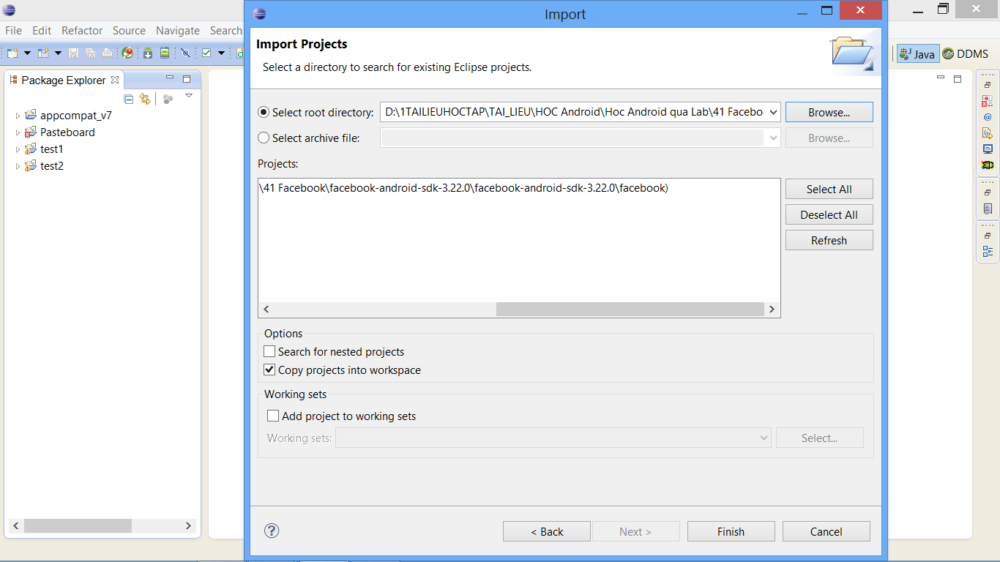 Import
File Edit Refactor Source Navigate Search
Java DDMS
Package Explorer
appcompat_v7
Pasteboard
test1
test2
Import Projects
Select a directory to search for existing Eclipse projects.
Select root directory: D:\1TAILIEUHOCTAP\TAI_LIEU\HOC Android\Hoc Android qua Lab\41 Facebo Browse...
Select archive file: Browse...
Projects:
\41 Facebook\facebook-android-sdk-3.22.0\facebook-android-sdk-3.22.0\facebook)
Select All
Deselect All
Refresh
Options
Search for nested projects
Copy projects into workspace
Working sets
Add project to working sets
Working sets: Select...
< Back Next > Finish Cancel